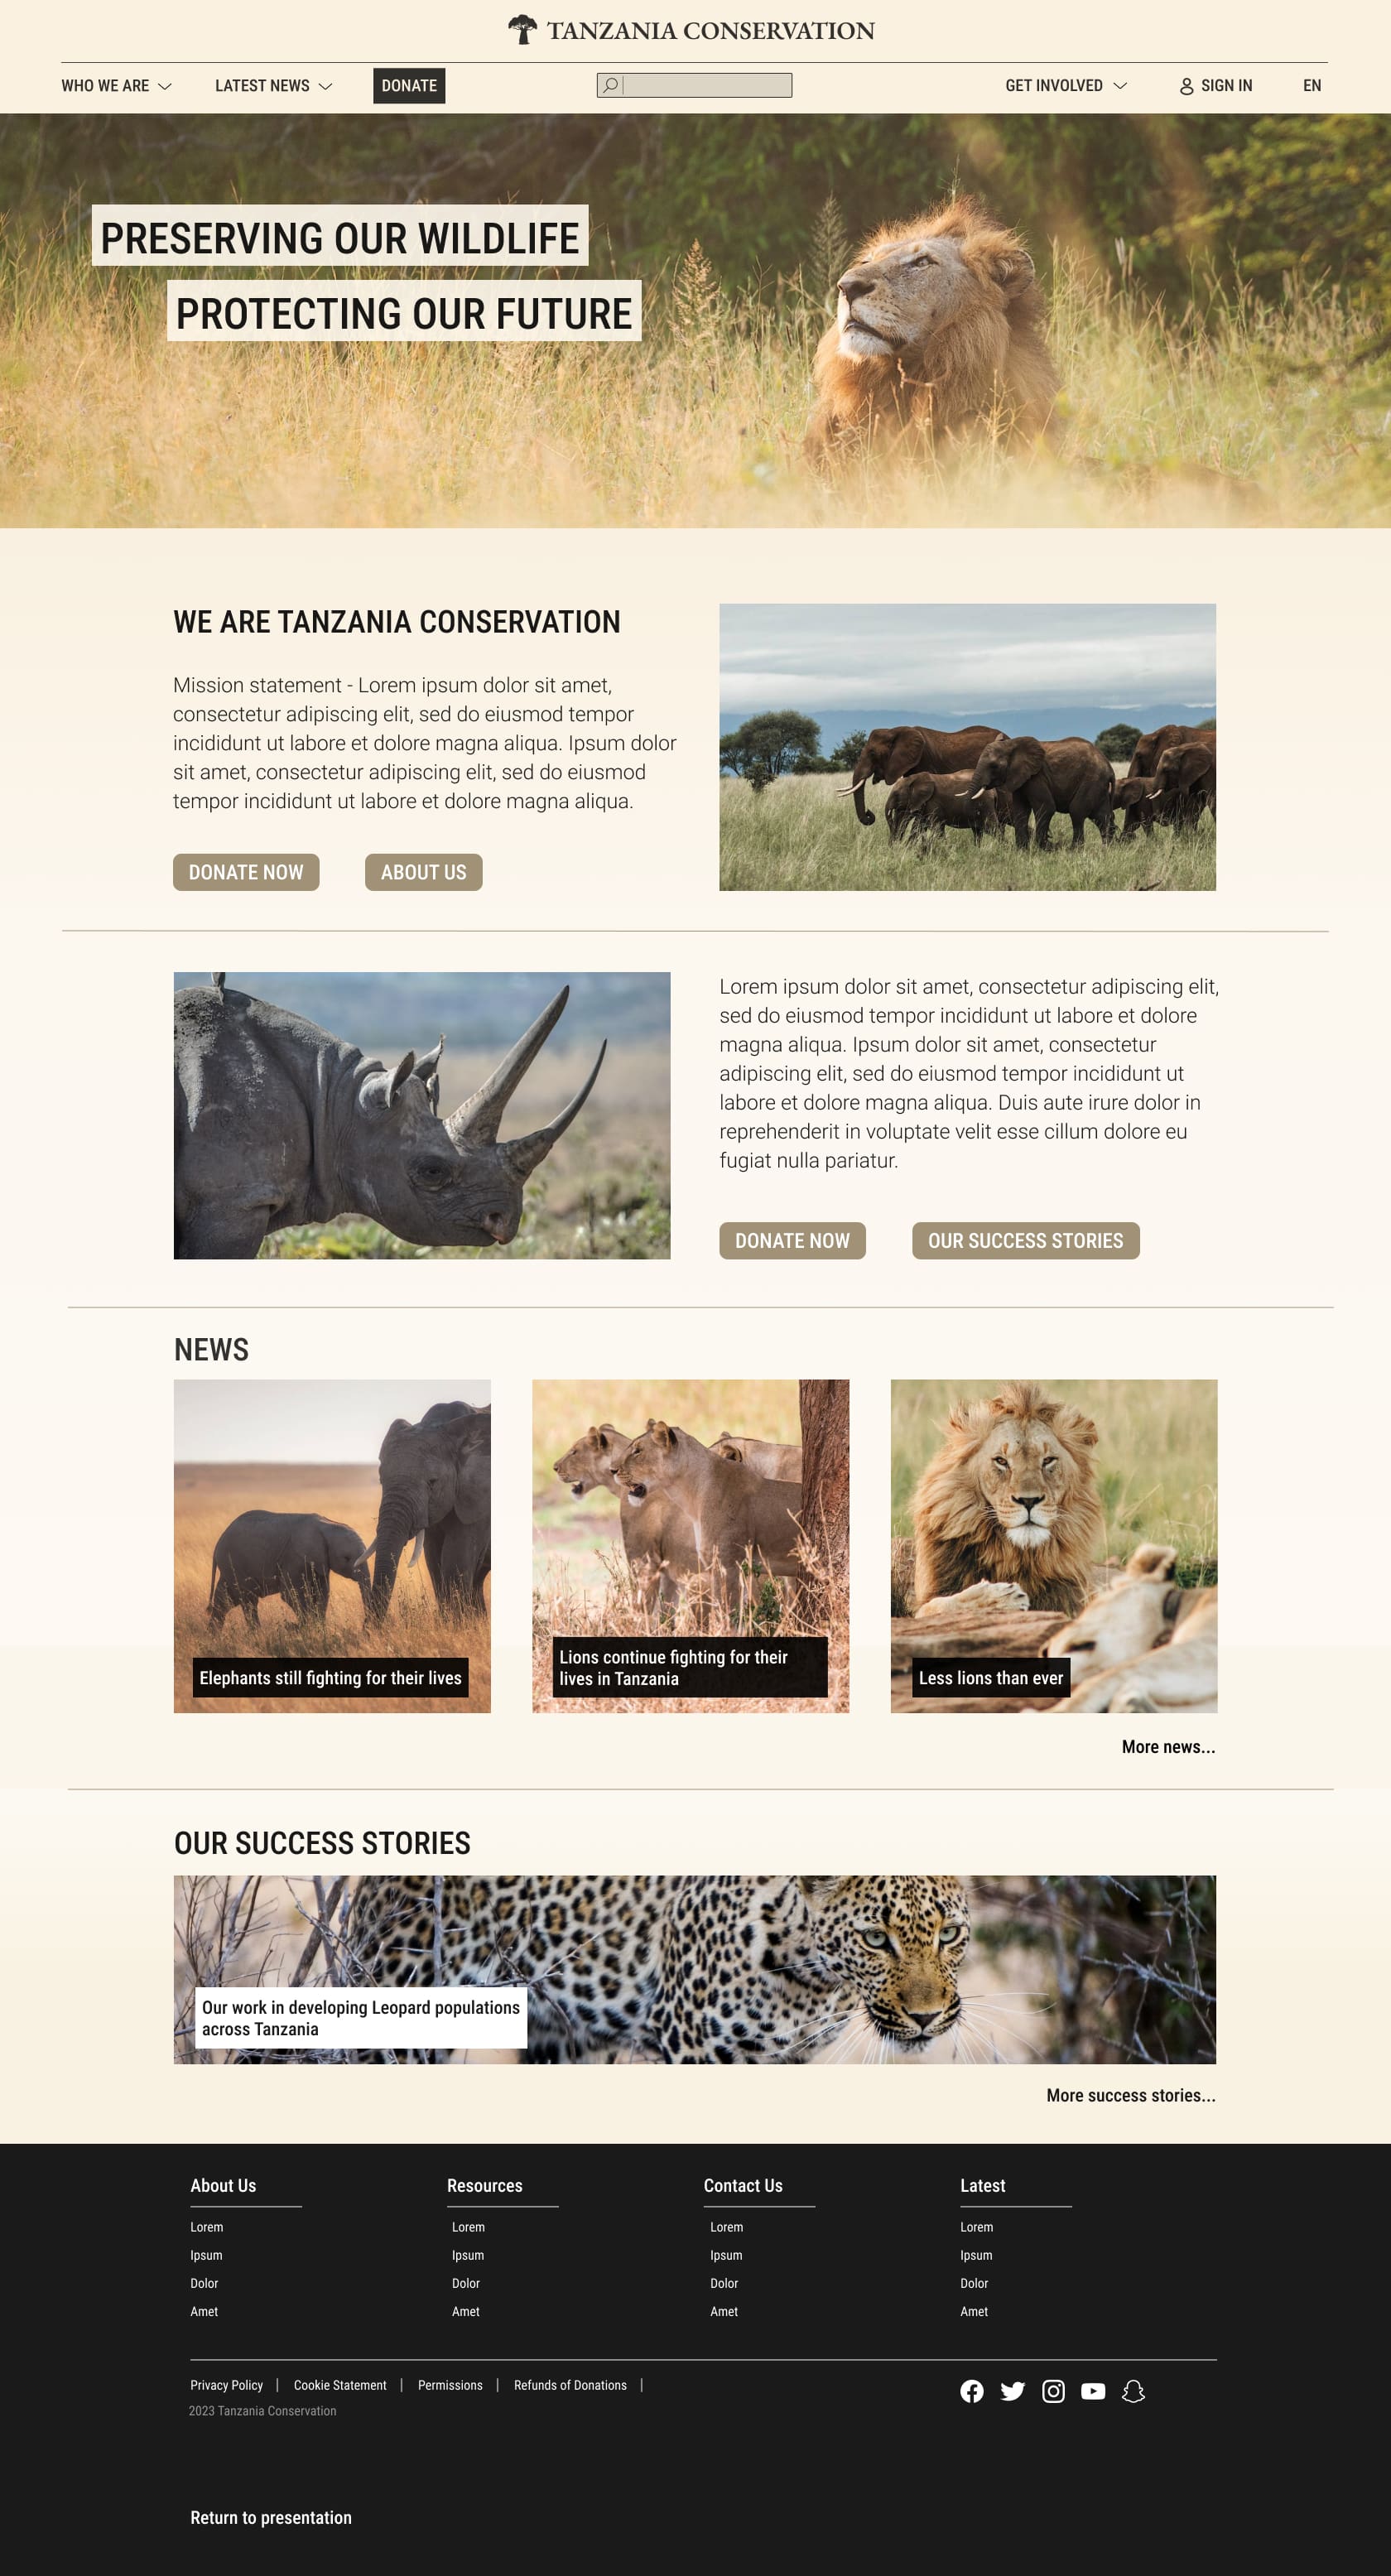 TANZANIA CONSERVATION
WHO WE ARE
LATEST NEWS
DONATE
GET INVOLVED
SIGN IN
EN
PRESERVING OUR WILDLIFE
PROTECTING OUR FUTURE
WE ARE TANZANIA CONSERVATION
Mission statement - Lorem ipsum dolor sit amet,
consectetur adipiscing elit, sed do eiusmod tempor
incididunt ut labore et dolore magna aliqua. Ipsum dolor
sit amet, consectetur adipiscing elit, sed do eiusmod
tempor incididunt ut labore et dolore magna aliqua.
DONATE NOW
ABOUT US
Lorem ipsum dolor sit amet, consectetur adipiscing elit,
sed do eiusmod tempor incididunt ut labore et dolore
magna aliqua. Ipsum dolor sit amet, consectetur
adipiscing elit, sed do eiusmod tempor incididunt ut
labore et dolore magna aliqua. Duis aute irure dolor in
reprehenderit in voluptate velit esse cillum dolore eu
fugiat nulla pariatur.
DONATE NOW
OUR SUCCESS STORIES
NEWS
Elephants still fighting for their lives
Lions continue fighting for their
lives in Tanzania
Less lions than ever
More news...
OUR SUCCESS STORIES
Our work in developing Leopard populations
across Tanzania
More success stories...
About Us
Lorem
Ipsum
Dolor
Amet
Resources
Lorem
Ipsum
Dolor
Amet
Contact Us
Lorem
Ipsum
Dolor
Amet
Latest
Lorem
Ipsum
Dolor
Amet
Privacy Policy | Cookie Statement | Permissions | Refunds of Donations |
2023 Tanzania Conservation
Return to presentation